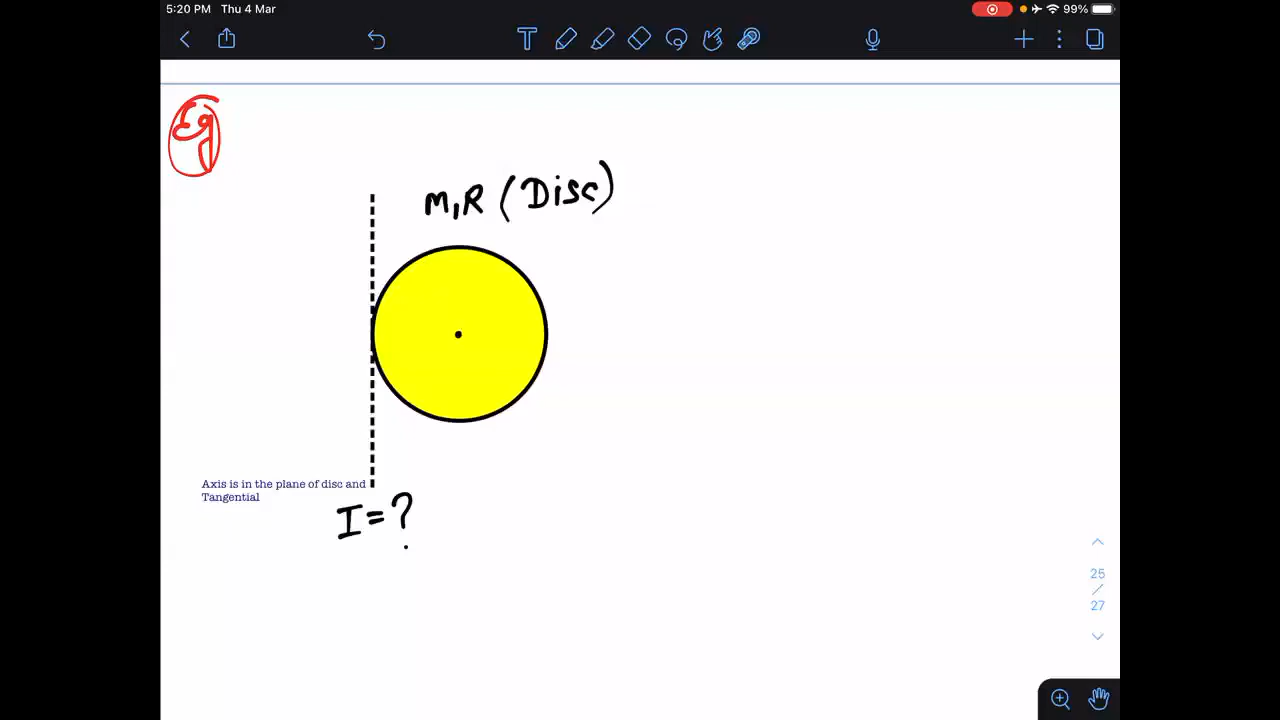 5:20 PM Thu 4 Mar
99%
Eg
M,R (Disc)
Axis is in the plane of disc and
Tangential
I=?
25
/
27